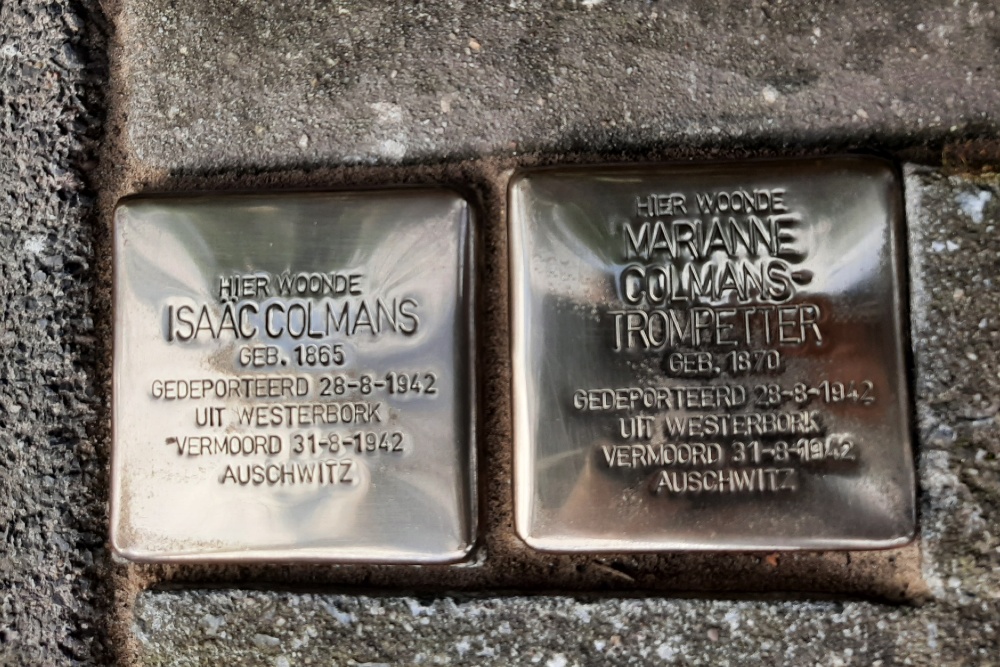 HIER WOONDE
ISAÄC COLMANS
GEB. 1865
GEDEPORTEERD 28-8-1942
UIT WESTERBORK
VERMOORD 31-8-1942
AUSCHWITZ
HIER WOONDE
MARIANNE
COLMANS-
TROMPETTER
GEB. 1870
GEDEPORTEERD 28-8-1942
UIT WESTERBORK
VERMOORD 31-8-1942
AUSCHWITZ